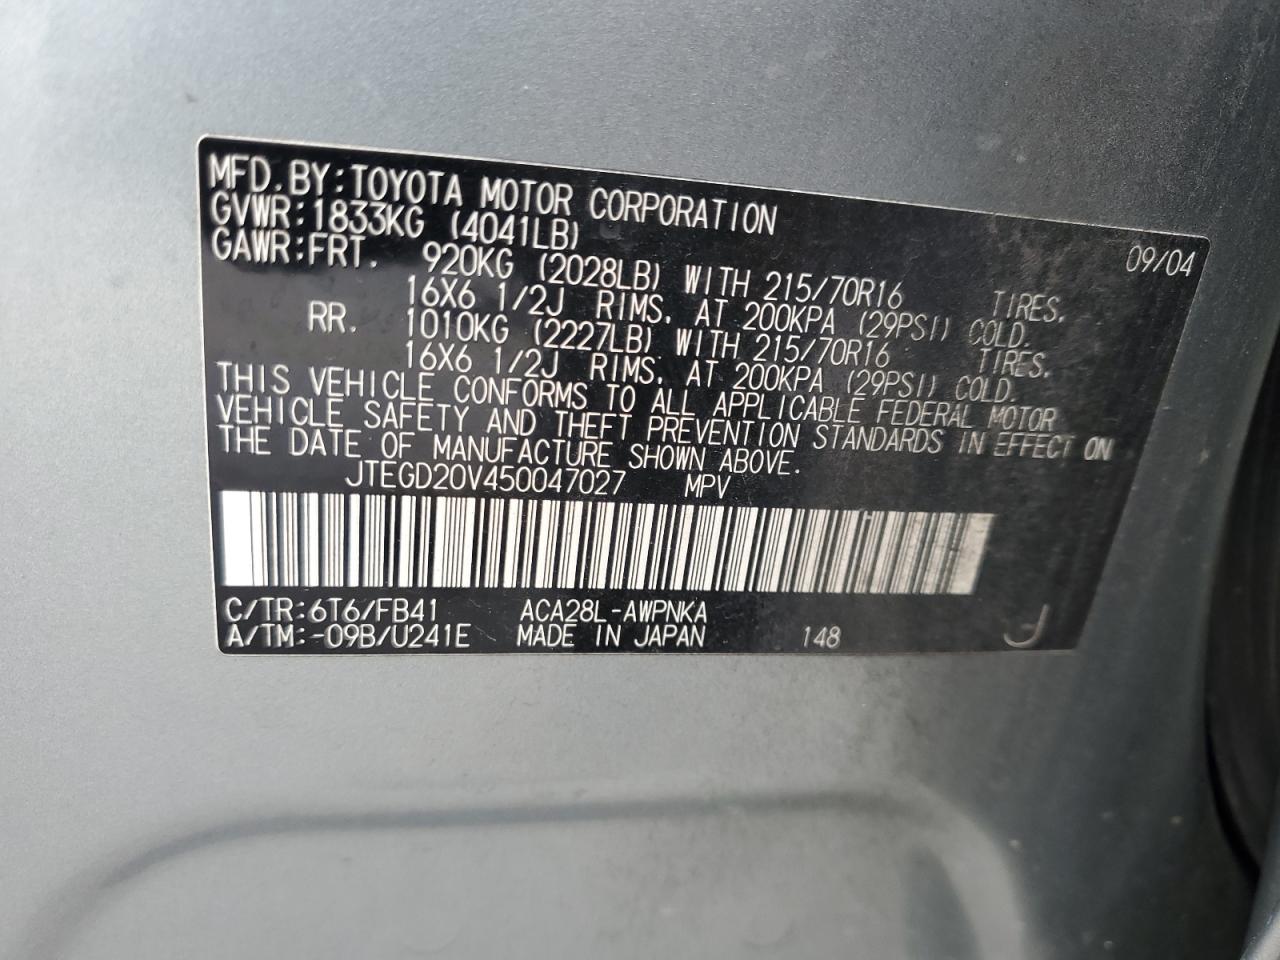 MFD.BY:TOYOTA MOTOR CORPORATION 09/04
GVWR:1833KG (4041LB)
GAWR:FRT. 920KG (2028LB) WITH 215/70R16 TIRES,
16X6 1/2J RIMS, AT 200KPA (29PSI) COLD.
RR. 1010KG (2227LB) WITH 215/70R16 TIRES,
16X6 1/2J RIMS, AT 200KPA (29PSI) COLD.
THIS VEHICLE CONFORMS TO ALL APPLICABLE FEDERAL MOTOR
VEHICLE SAFETY AND THEFT PREVENTION STANDARDS IN EFFECT ON
THE DATE OF MANUFACTURE SHOWN ABOVE.
JTEGD20V450047027 MPV
C/TR:6T6/FB41 ACA28L-AWPNKA
A/TM:-09B/U241E MADE IN JAPAN 148 J